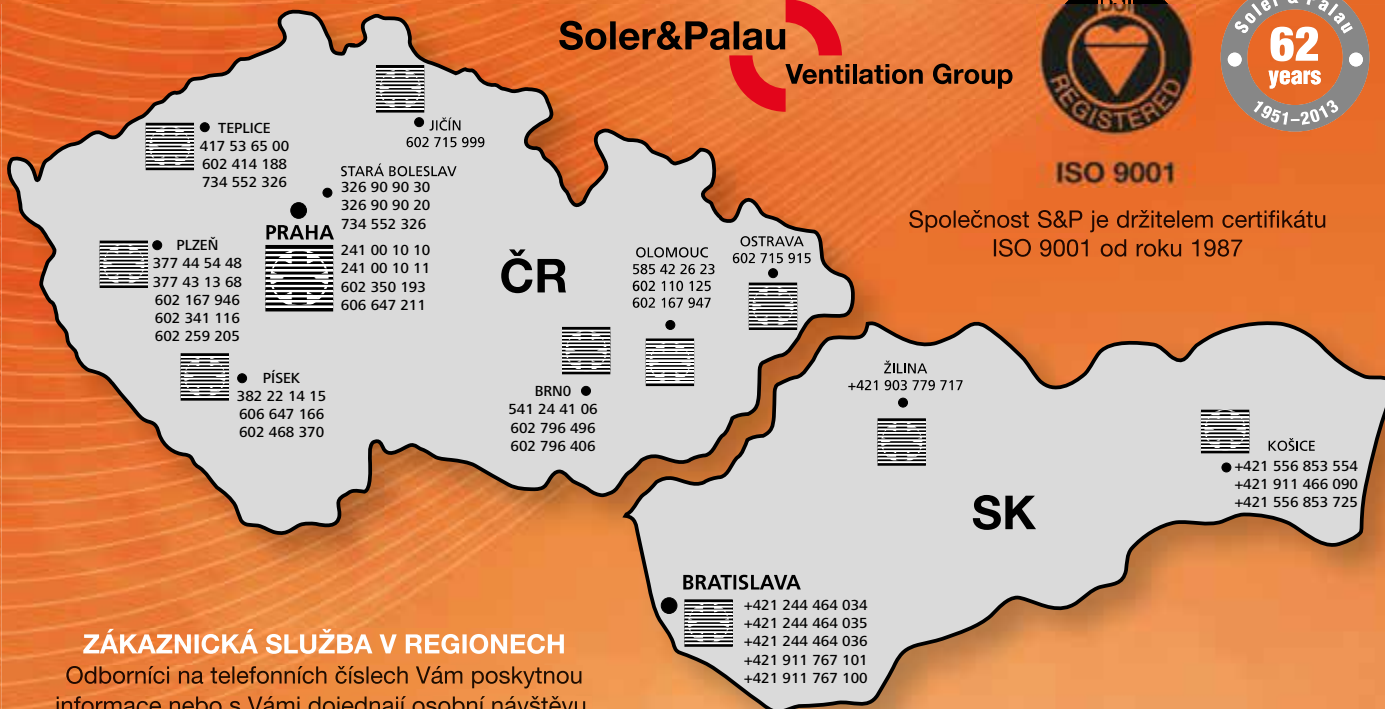 Soler&Palau
Ventilation Group
REGISTERED
Soler & Palau
62
years
1951–2013
ISO 9001
Společnost S&P je držitelem certifikátu
ISO 9001 od roku 1987
JIČÍN
602 715 999
TEPLICE
417 53 65 00
602 414 188
734 552 326
STARÁ BOLESLAV
326 90 90 30
326 90 90 20
734 552 326
PRAHA
241 00 10 10
241 00 10 11
602 350 193
606 647 211
PLZEŇ
377 44 54 48
377 43 13 68
602 167 946
602 341 116
602 259 205
ČR
OLOMOUC
585 42 26 23
602 110 125
602 167 947
OSTRAVA
602 715 915
PÍSEK
382 22 14 15
606 647 166
602 468 370
BRN0
541 24 41 06
602 796 496
602 796 406
ŽILINA
+421 903 779 717
KOŠICE
+421 556 853 554
+421 911 466 090
+421 556 853 725
SK
BRATISLAVA
+421 244 464 034
+421 244 464 035
+421 244 464 036
+421 911 767 101
+421 911 767 100
ZÁKAZNICKÁ SLUŽBA V REGIONECH
Odborníci na telefonních číslech Vám poskytnou
informace nebo s Vámi dojednají osobní návštěvu